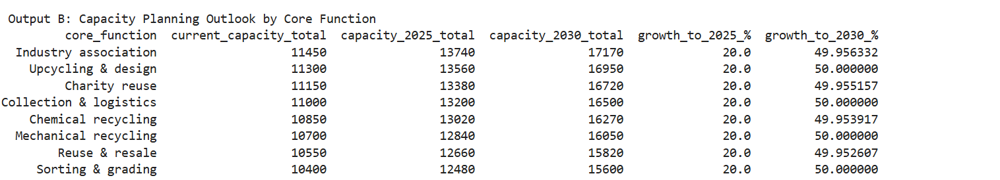 Output B: Capacity Planning Outlook by Core Function
core_function current_capacity_total capacity_2025_total capacity_2030_total growth_to_2025_% growth_to_2030_%
Industry association 11450 13740 17170 20.0 49.956332
Upcycling & design 11300 13560 16950 20.0 50.000000
Charity reuse 11150 13380 16720 20.0 49.955157
Collection & logistics 11000 13200 16500 20.0 50.000000
Chemical recycling 10850 13020 16270 20.0 49.953917
Mechanical recycling 10700 12840 16050 20.0 50.000000
Reuse & resale 10550 12660 15820 20.0 49.952607
Sorting & grading 10400 12480 15600 20.0 50.000000